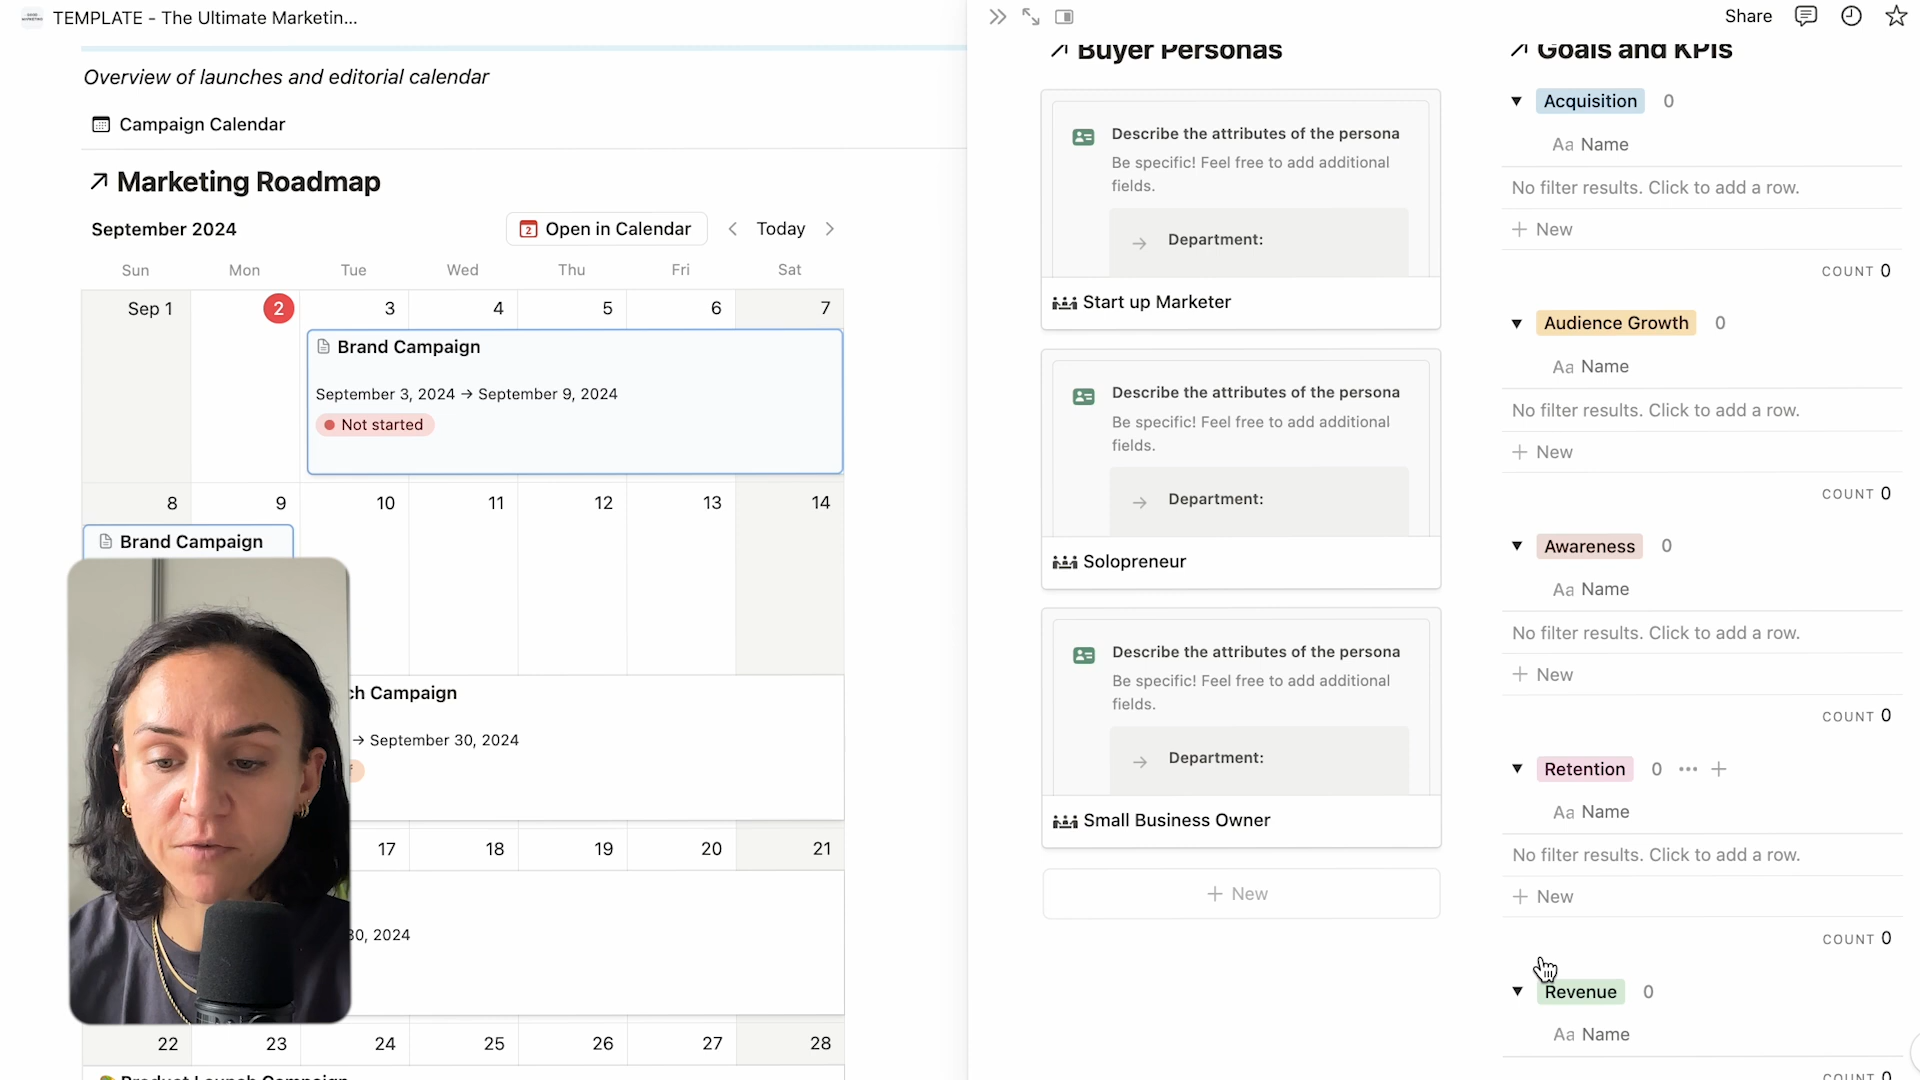 TEMPLATE - The Ultimate Marketin...
Overview of launches and editorial calendar
Campaign Calendar
Marketing Roadmap
September 2024
2
Open in Calendar
Today
Sun Mon Tue Wed Thu Fri Sat
Sep 1 2 3 4 5 6 7
Brand Campaign
September 3, 2024 → September 9, 2024
Not started
8 9 10 11 12 13 14
Brand Campaign
ch Campaign
→ September 30, 2024
17 18 19 20 21
30, 2024
22 23 24 25 26 27 28
Product Launch Campaign
Share
Buyer Personas
Describe the attributes of the persona
Be specific! Feel free to add additional
fields.
Department:
Start up Marketer
Describe the attributes of the persona
Be specific! Feel free to add additional
fields.
Department:
Solopreneur
Describe the attributes of the persona
Be specific! Feel free to add additional
fields.
Department:
Small Business Owner
+ New
Goals and KPIs
Acquisition 0
Aa Name
No filter results. Click to add a row.
+ New
COUNT 0
Audience Growth 0
Aa Name
No filter results. Click to add a row.
+ New
COUNT 0
Awareness 0
Aa Name
No filter results. Click to add a row.
+ New
COUNT 0
Retention 0 ••• +
Aa Name
No filter results. Click to add a row.
+ New
COUNT 0
Revenue 0
Aa Name
COUNT 0